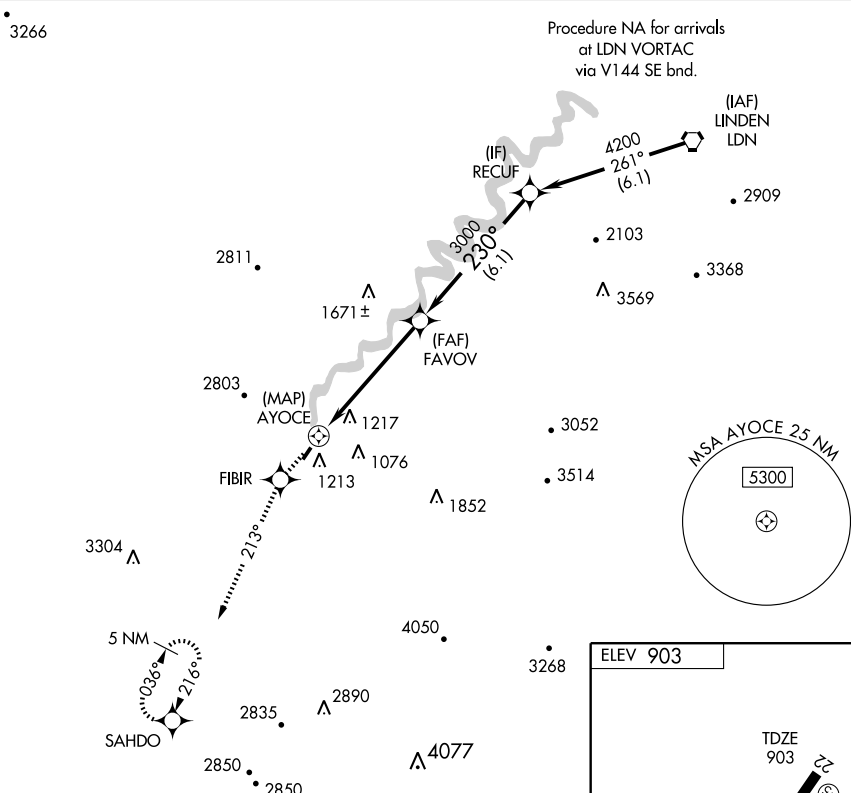 3266
Procedure NA for arrivals
at LDN VORTAC
via V144 SE bnd.
(IAF)
LINDEN
LDN
4200
261°
(6.1)
(IF)
RECUF
2909
2103
3368
3569
3000
230°
(6.1)
2811
1671±
(FAF)
FAVOV
2803
(MAP)
AYOCE
1217
1076
1213
FIBIR
3052
3514
1852
MSA AYOCE 25 NM
5300
213°
3304
5 NM
036°
216°
SAHDO
4050
3268
2890
2835
4077
2850
2850
ELEV 903
TDZE
903
22